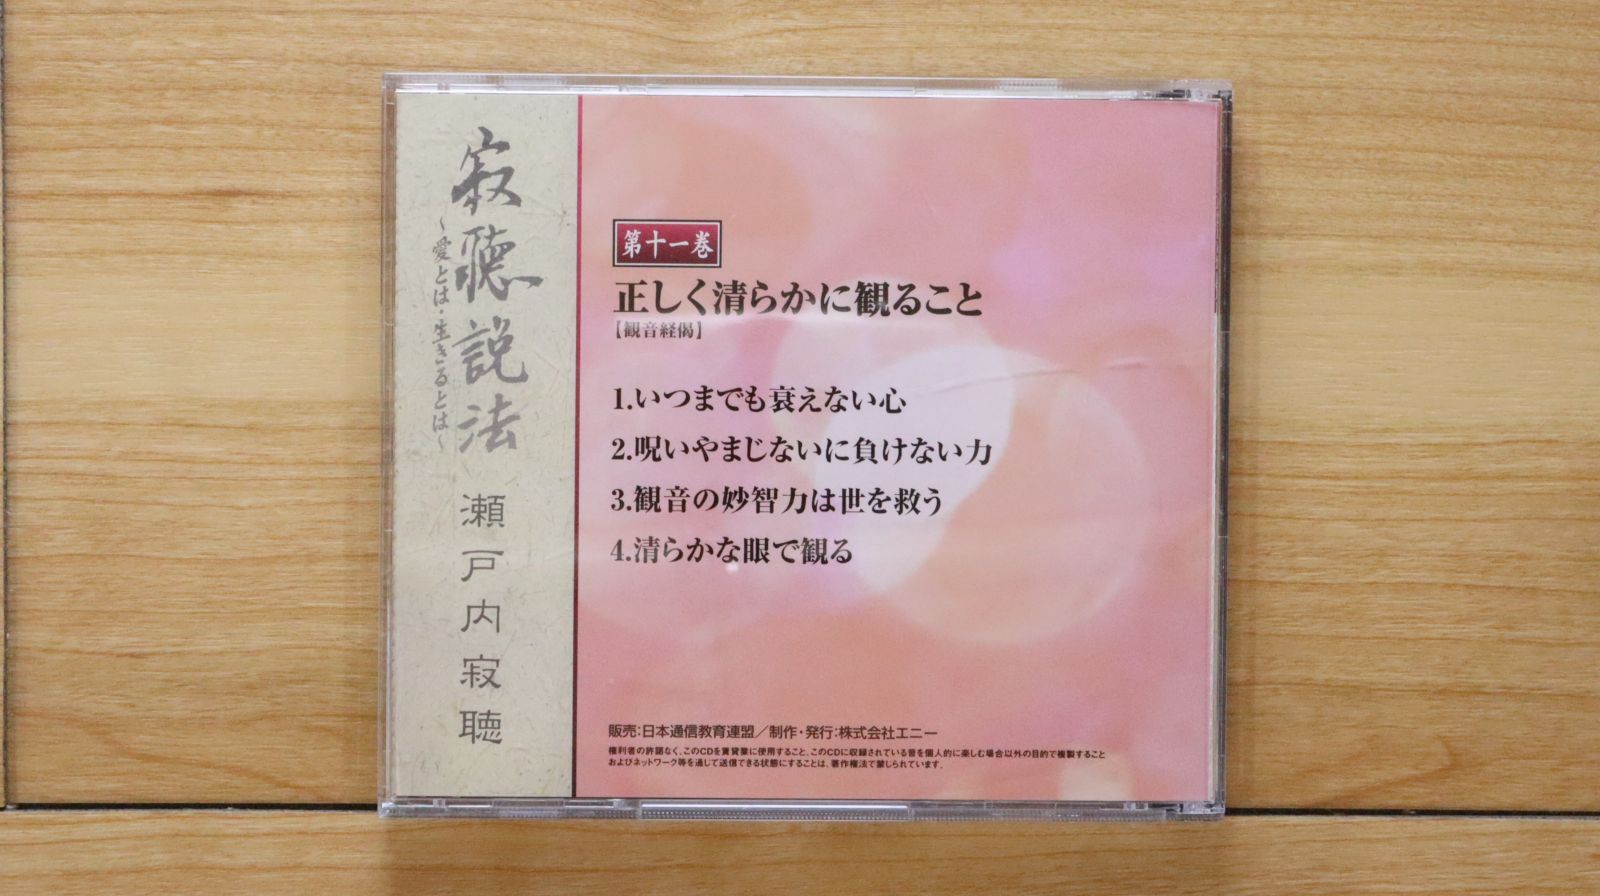 寂聴説法
～愛とは・生きるとは～
瀬戸内寂聴
第十一巻
正しく清らかに観ること
【観音経偈】
1.いつまでも衰えない心
2.呪いやまじないに負けない力
3.観音の妙智力は世を救う
4.清らかな眼で観る
販売:日本通信教育連盟／制作・発行:株式会社エニー
権利者の許諾なく、このCDを賃貸業に使用すること、このCDに収録されている音を個人的に楽しむ場合以外の目的で複製すること
およびネットワーク等を通じて送信できる状態にすることは、著作権法で禁じられています。